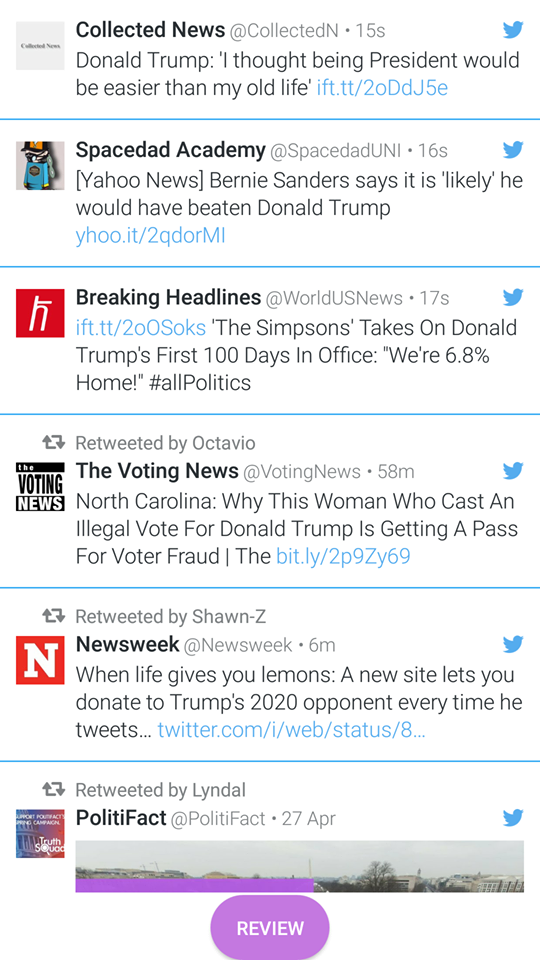 Collected News @CollectedN • 15s
Collected News
Donald Trump: 'I thought being President would
be easier than my old life' ift.tt/2oDdJ5e
Spacedad Academy @SpacedadUNI • 16s
[Yahoo News] Bernie Sanders says it is 'likely' he
would have beaten Donald Trump
yhoo.it/2qdorMI
Breaking Headlines @WorldUSNews • 17s
ift.tt/2oOSoks 'The Simpsons' Takes On Donald
Trump's First 100 Days In Office: "We're 6.8%
Home!" #allPolitics
Retweeted by Octavio
The Voting News @VotingNews • 58m
the
VOTING
NEWS
North Carolina: Why This Woman Who Cast An
Illegal Vote For Donald Trump Is Getting A Pass
For Voter Fraud | The bit.ly/2p9Zy69
Retweeted by Shawn-Z
Newsweek @Newsweek • 6m
N
When life gives you lemons: A new site lets you
donate to Trump's 2020 opponent every time he
tweets... twitter.com/i/web/status/8...
Retweeted by Lyndal
PolitiFact @PolitiFact • 27 Apr
SUPPORT POLITIFACT'S
SPRING CAMPAIGN.
Truth
Squad
REVIEW